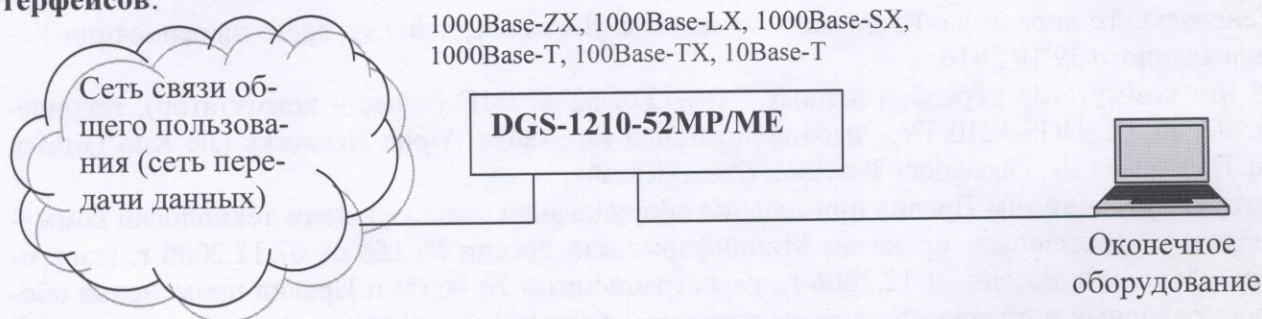 терфейсов:
1000Base-ZX, 1000Base-LX, 1000Base-SX,
1000Base-T, 100Base-TX, 10Base-T
Сеть связи об-
щего пользова-
ния (сеть пере-
дачи данных)
DGS-1210-52MP/ME
Оконечное
оборудование